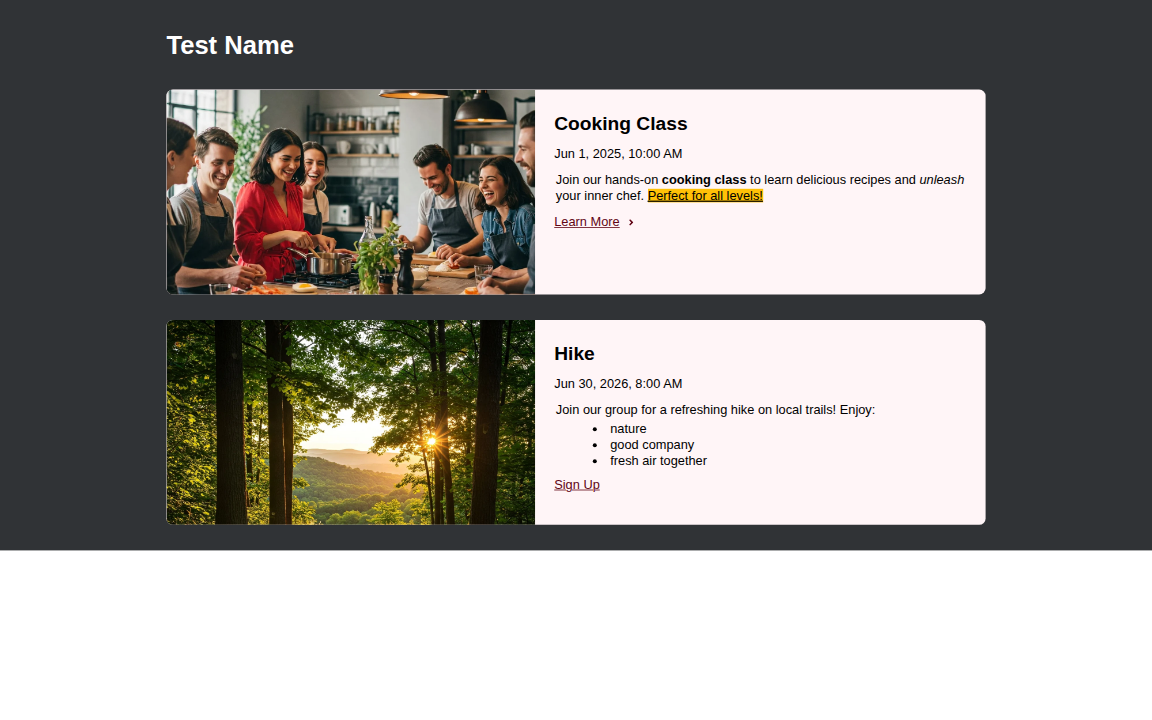 Test Name
Cooking Class
Jun 1, 2025, 10:00 AM
Join our hands-on cooking class to learn delicious recipes and unleash
your inner chef. Perfect for all levels!
Learn More
Hike
Jun 30, 2026, 8:00 AM
Join our group for a refreshing hike on local trails! Enjoy:
• nature
• good company
• fresh air together
Sign Up